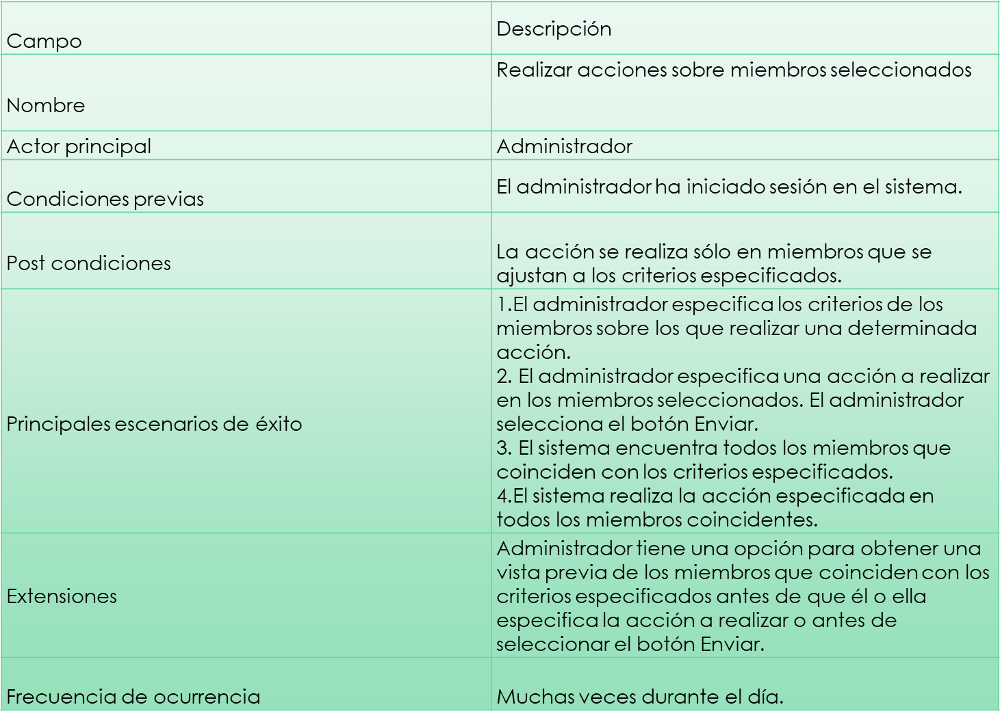 Campo
Descripción
Nombre
Realizar acciones sobre miembros seleccionados
Actor principal
Administrador
Condiciones previas
El administrador ha iniciado sesión en el sistema.
Post condiciones
La acción se realiza sólo en miembros que se
ajustan a los criterios especificados.
Principales escenarios de éxito
1.El administrador especifica los criterios de los
miembros sobre los que realizar una determinada
acción.
2. El administrador especifica una acción a realizar
en los miembros seleccionados. El administrador
selecciona el botón Enviar.
3. El sistema encuentra todos los miembros que
coinciden con los criterios especificados.
4.El sistema realiza la acción especificada en
todos los miembros coincidentes.
Extensiones
Administrador tiene una opción para obtener una
vista previa de los miembros que coinciden con los
criterios especificados antes de que él o ella
especifica la acción a realizar o antes de
seleccionar el botón Enviar.
Frecuencia de ocurrencia
Muchas veces durante el día.